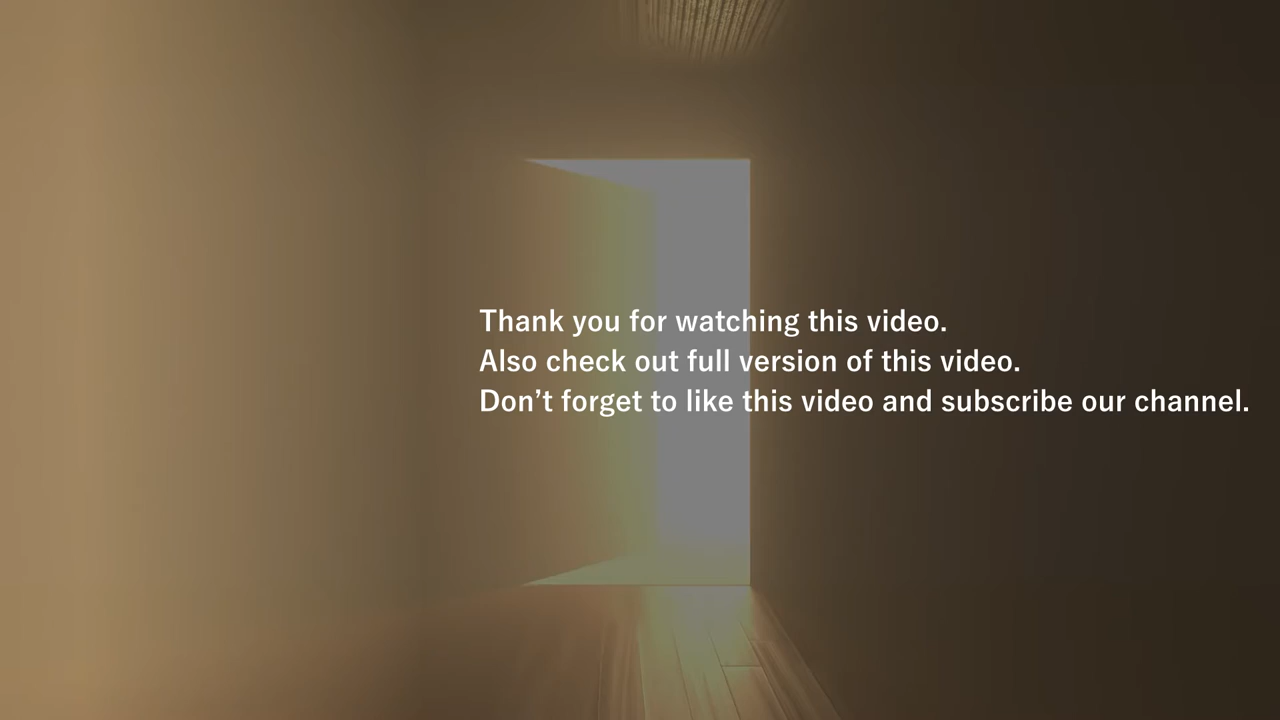 Thank you for watching this video.
Also check out full version of this video.
Don’t forget to like this video and subscribe our channel.